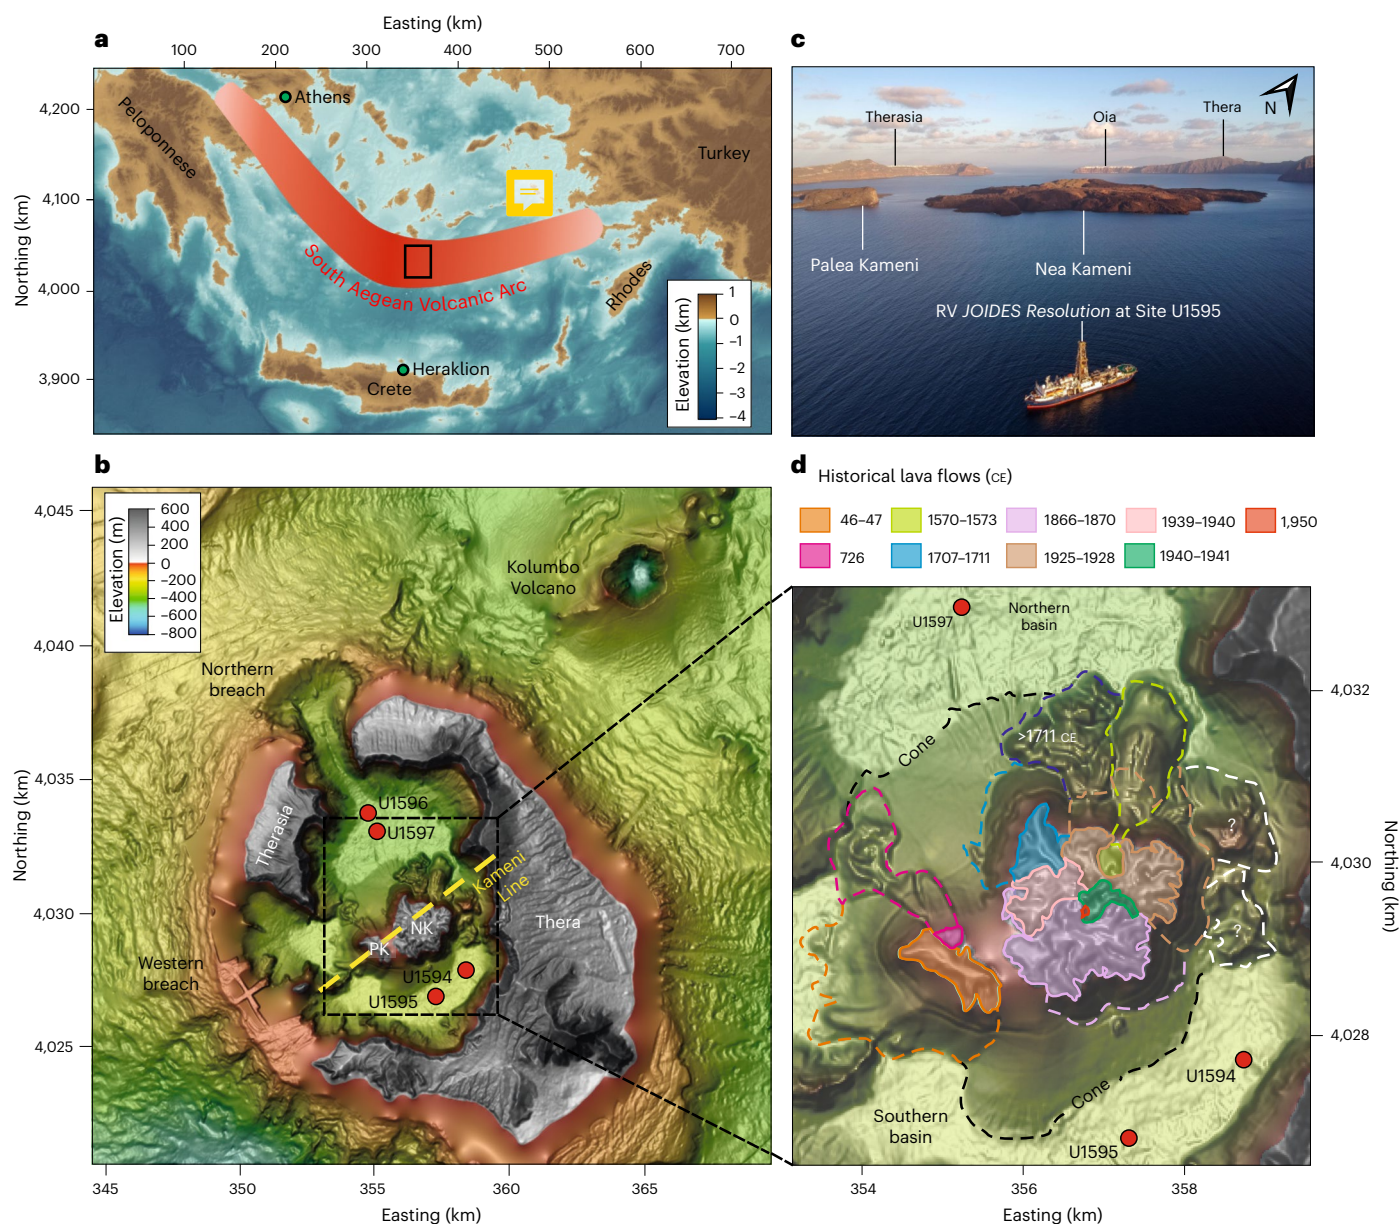 a
Easting (km)
100 200 300 400 500 600 700
Northing (km)
4,200
4,100
4,000
3,900
Peloponnese
Athens
Turkey
South Aegean Volcanic Arc
Rhodes
Heraklion
Crete
Elevation (km)
1
0
–1
–2
–3
–4
c
Therasia
Oia
Thera
N
Palea Kameni
Nea Kameni
RV JOIDES Resolution at Site U1595
b
Elevation (m)
600
400
200
0
–200
–400
–600
–800
Northing (km)
4,045
4,040
4,035
4,030
4,025
Kolumbo
Volcano
Northern
breach
Therasia
U1596
U1597
Kameni
Line
NK
PK
Thera
U1594
U1595
Western
breach
345 350 355 360 365
Easting (km)
d
Historical lava flows (CE)
46–47 1570–1573 1866–1870 1939–1940 1,950
726 1707–1711 1925–1928 1940–1941
U1597
Northern
basin
Cone
>1711 CE
?
?
U1594
Cone
Southern
basin
U1595
4,032
4,030
4,028
Northing (km)
354 356 358
Easting (km)